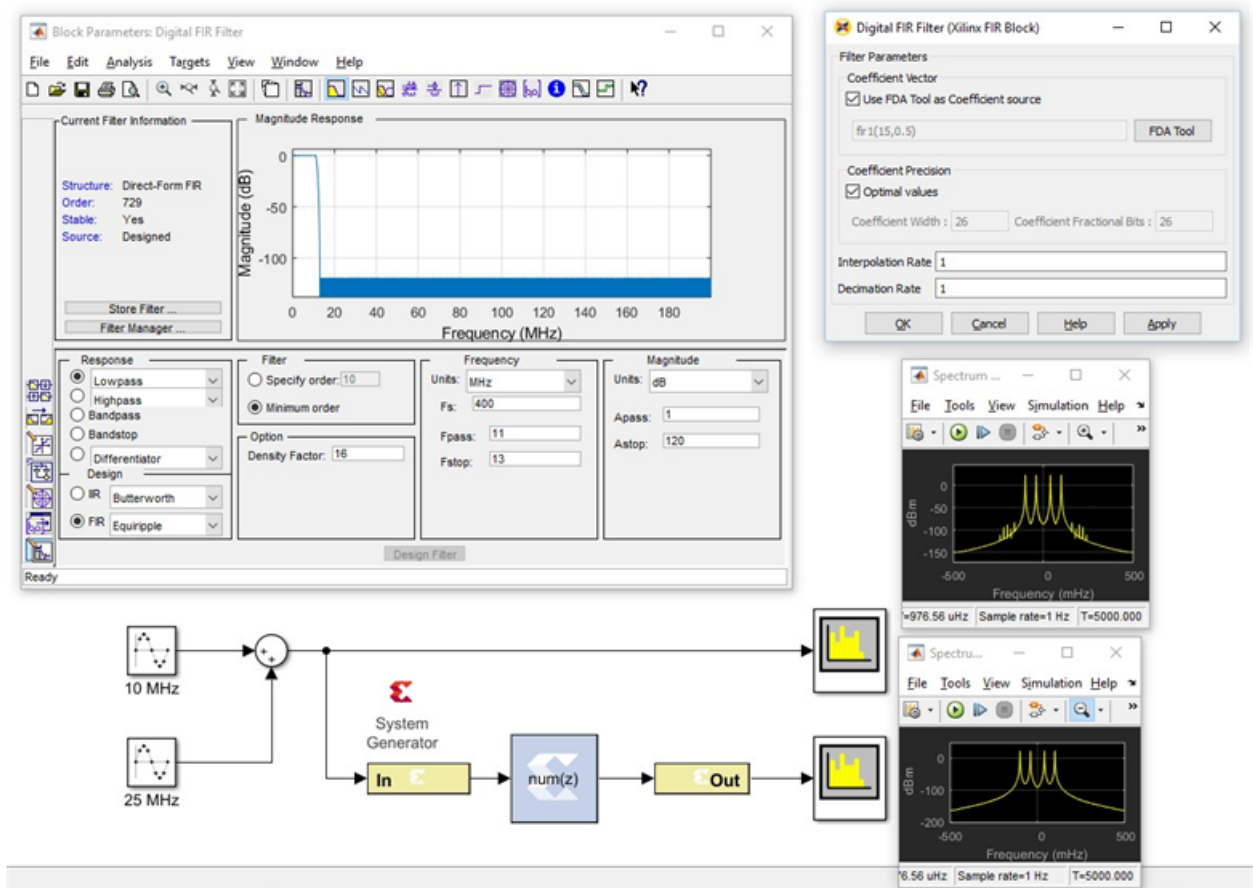 Block Parameters: Digital FIR Filter
File Edit Analysis Targets View Window Help
Current Filter Information
Structure: Direct-Form FIR
Order: 729
Stable: Yes
Source: Designed
Store Filter ...
Filter Manager ...
Magnitude Response
Magnitude (dB)
0
-50
-100
0 20 40 60 80 100 120 140 160 180
Frequency (MHz)
Response
Lowpass
Highpass
Bandpass
Bandstop
Differentiator
Design
IIR Butterworth
FIR Equiripple
Filter
Specify order: 10
Minimum order
Option
Density Factor: 16
Frequency
Units: MHz
Fs: 400
Fpass: 11
Fstop: 13
Magnitude
Units: dB
Apass: 1
Astop: 120
Design Filter
Ready
Digital FIR Filter (Xilinx FIR Block)
Filter Parameters
Coefficient Vector
Use FDA Tool as Coefficient source
fir1(15,0.5)
FDA Tool
Coefficient Precision
Optimal values
Coefficient Width : 26 Coefficient Fractional Bits : 26
Interpolation Rate 1
Decimation Rate 1
OK Cancel Help Apply
Spectrum ...
File Tools View Simulation Help
»
dBm
0
-50
-100
-150
-500 0 500
Frequency (mHz)
=976.56 uHz Sample rate=1 Hz T=5000.000
10 MHz
25 MHz
System
Generator
In
num(z)
Out
Spectru...
File Tools View Simulation Help
»
dBm
0
-100
-200
-500 0 500
Frequency (mHz)
6.56 uHz Sample rate=1 Hz T=5000.000